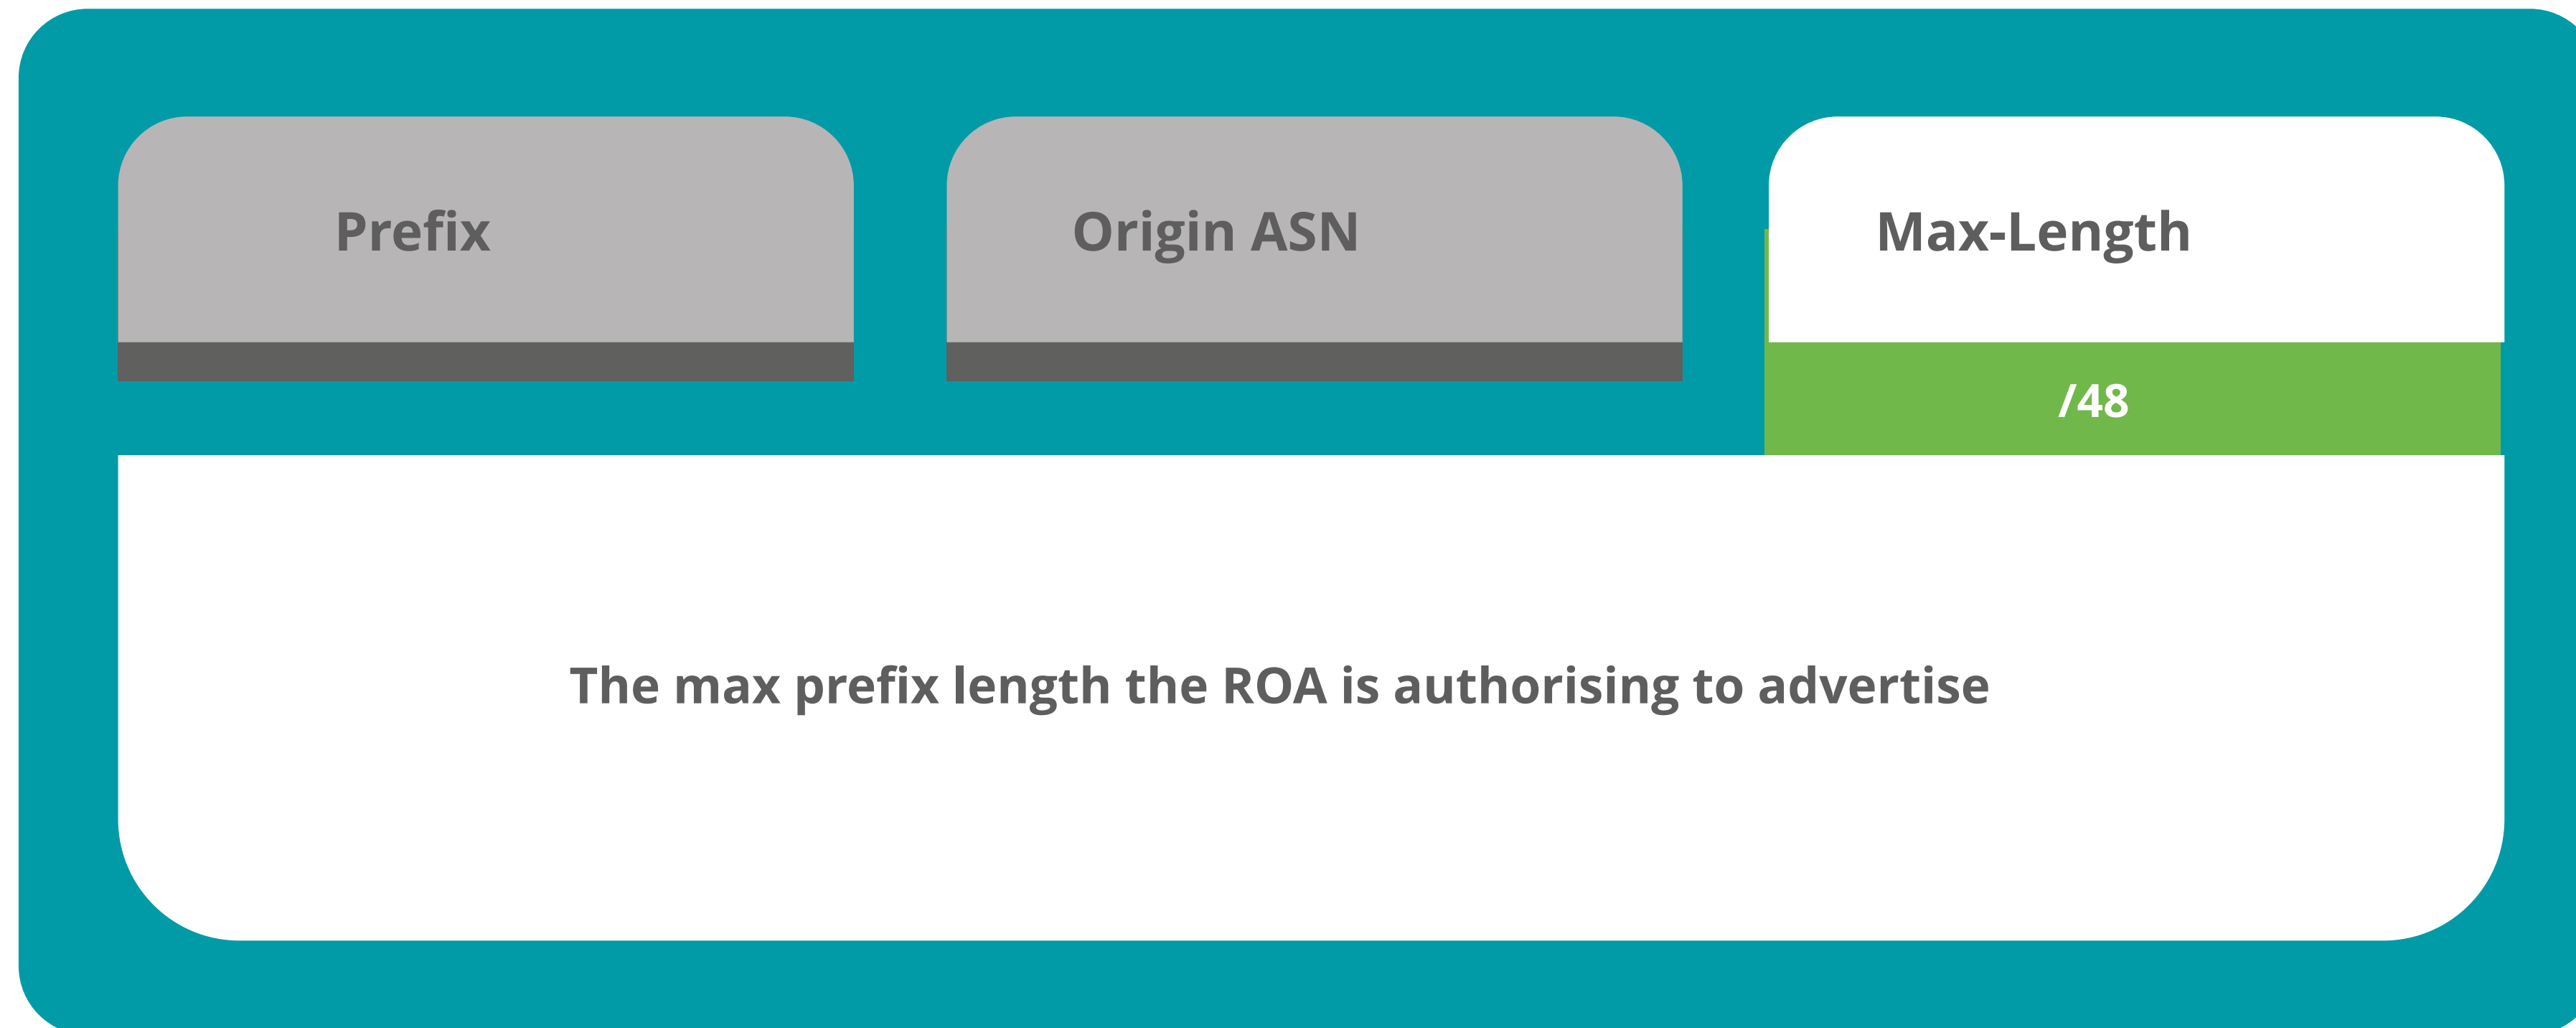 Prefix
Origin ASN
Max-Length
/48
The max prefix length the ROA is authorising to advertise